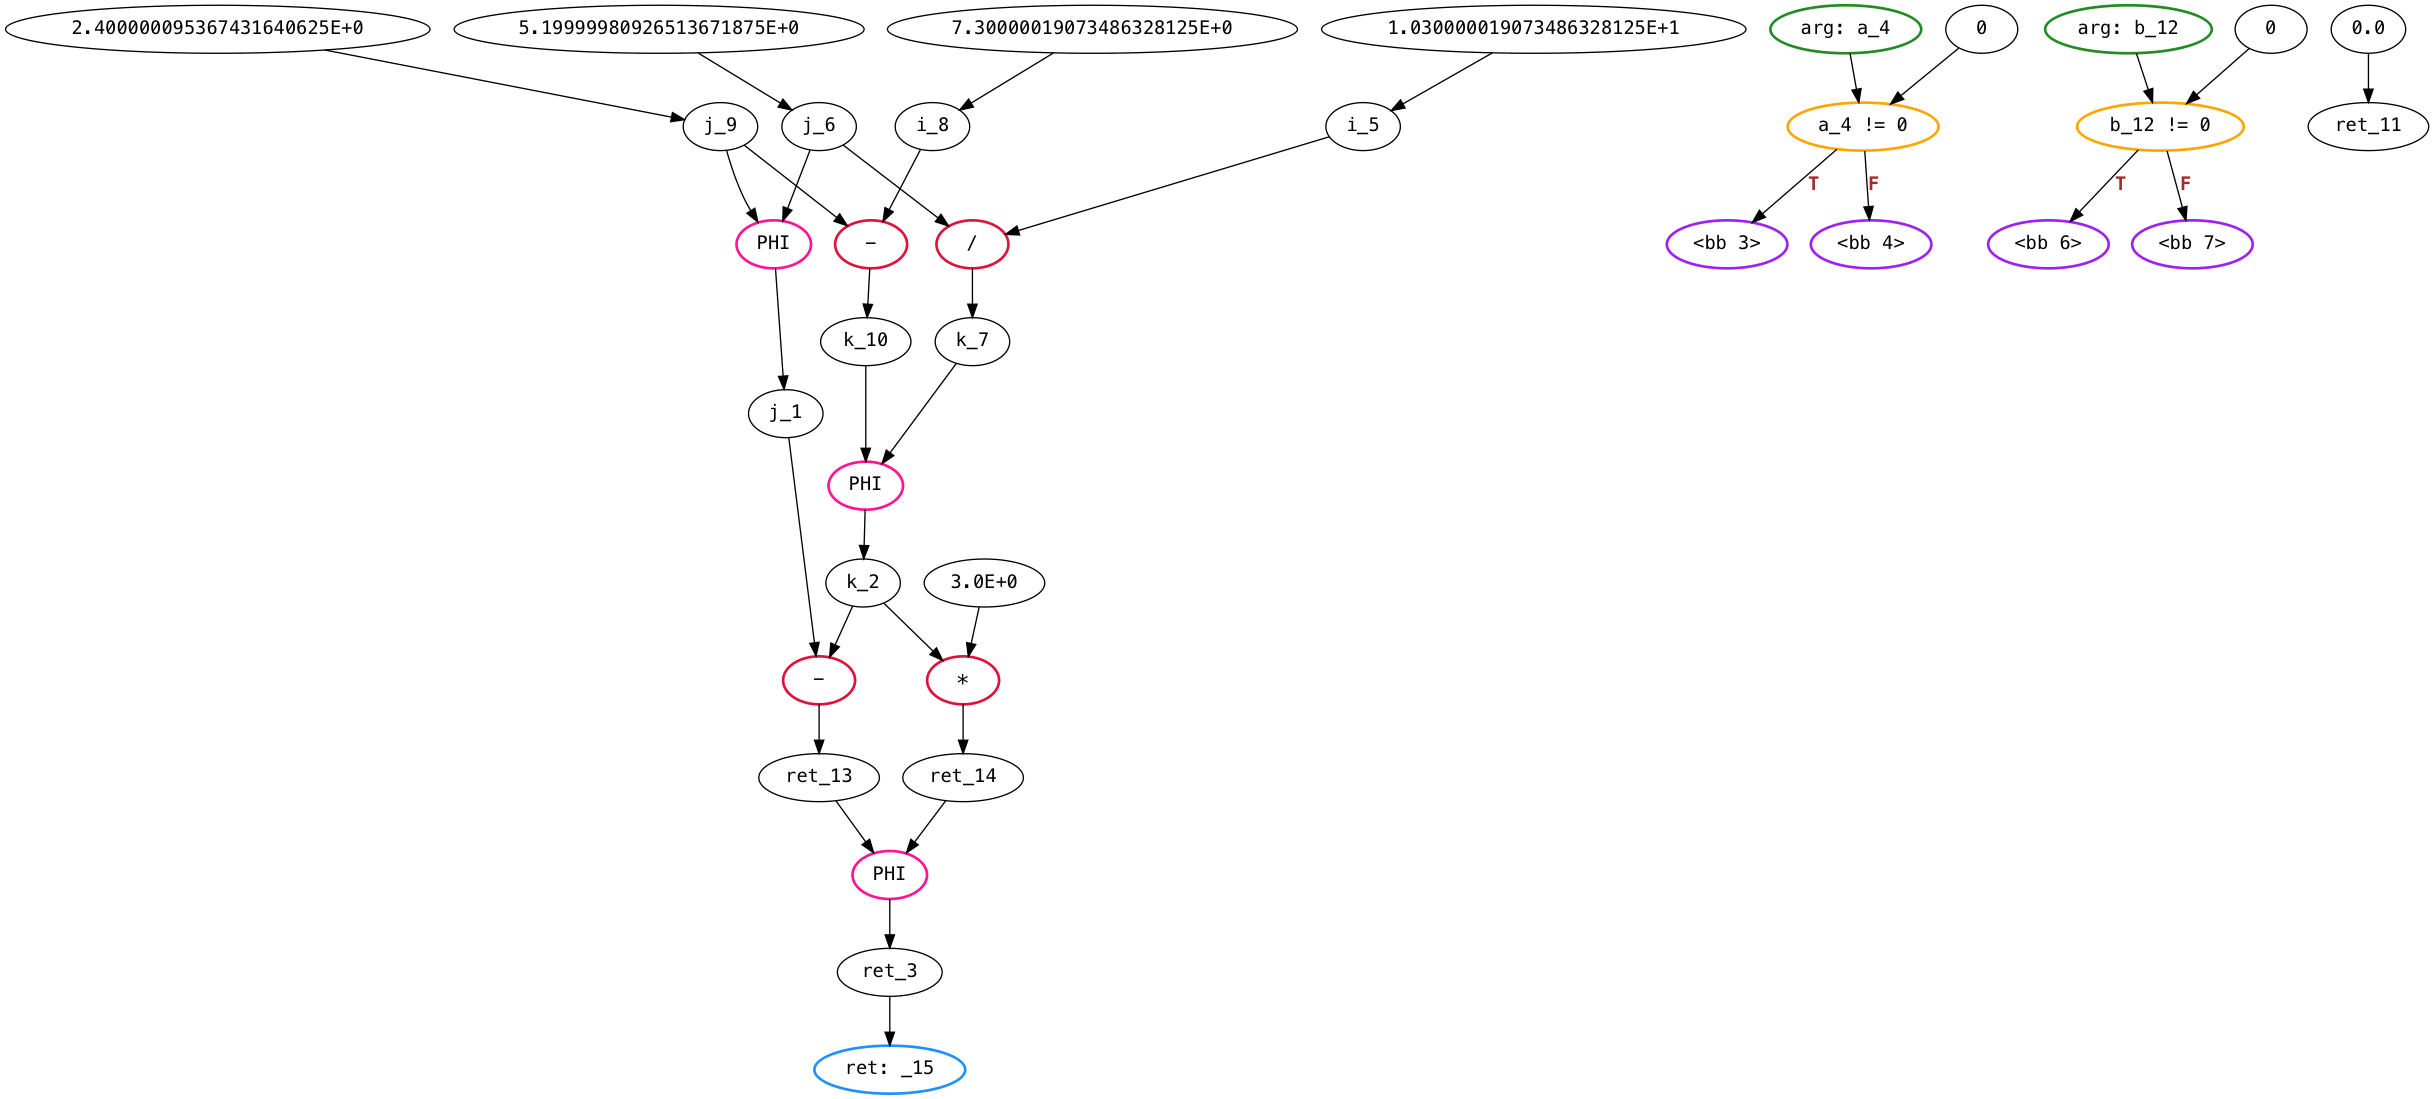 2.400000095367431640625E+0
5.19999980926513671875E+0
7.30000019073486328125E+0
1.030000019073486328125E+1
arg: a_4
0
arg: b_12
0
0.0
j_9
j_6
i_8
i_5
a_4 != 0
b_12 != 0
ret_11
T
F
T
F
PHI
-
/
<bb 3>
<bb 4>
<bb 6>
<bb 7>
k_10
k_7
j_1
PHI
k_2
3.0E+0
-
*
ret_13
ret_14
PHI
ret_3
ret: _15